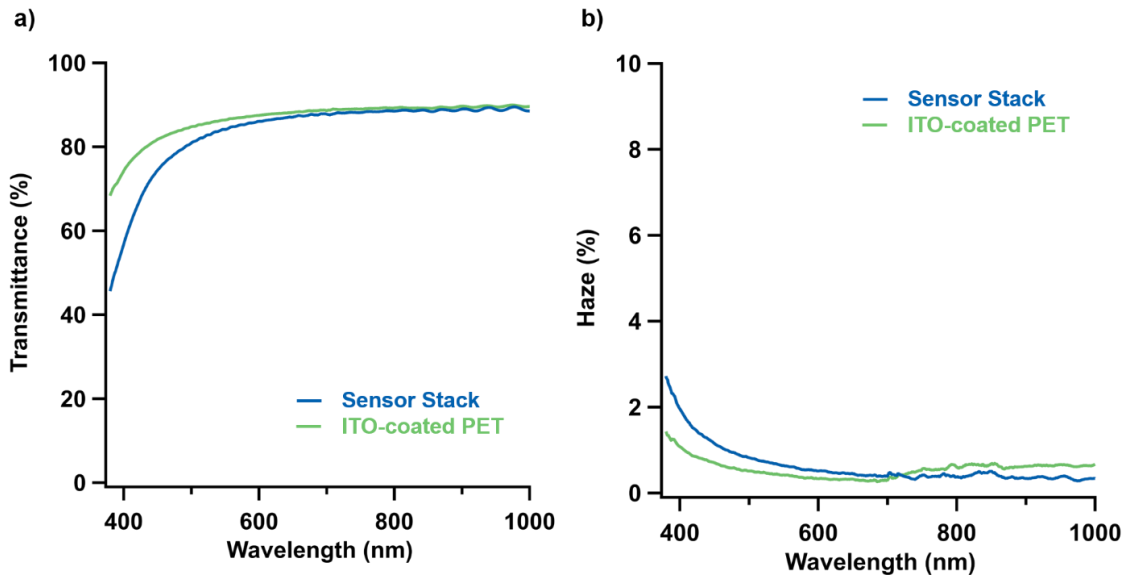 a)
100
80
60
40
20
0
Transmittance (%)
Sensor Stack
ITO-coated PET
400
600
800
1000
Wavelength (nm)
b)
10
8
6
4
2
0
Haze (%)
Sensor Stack
ITO-coated PET
400
600
800
1000
Wavelength (nm)